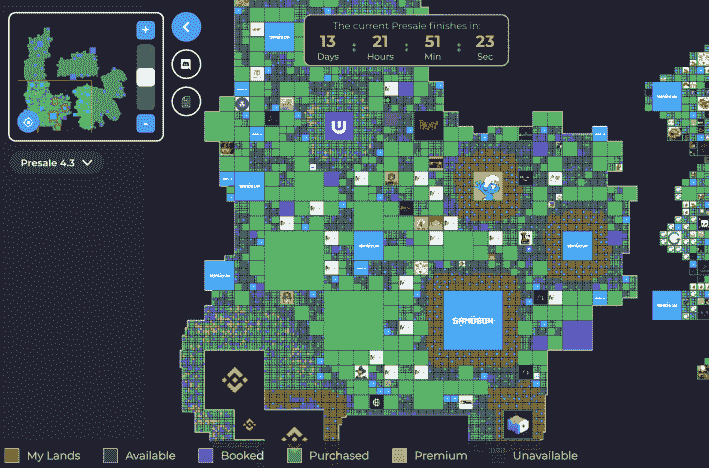 The current Presale finishes in:
13 : 21 : 51 : 23
Days Hours Min Sec
Presale 4.3
SANDBOX
My Lands Available Booked Purchased Premium Unavailable